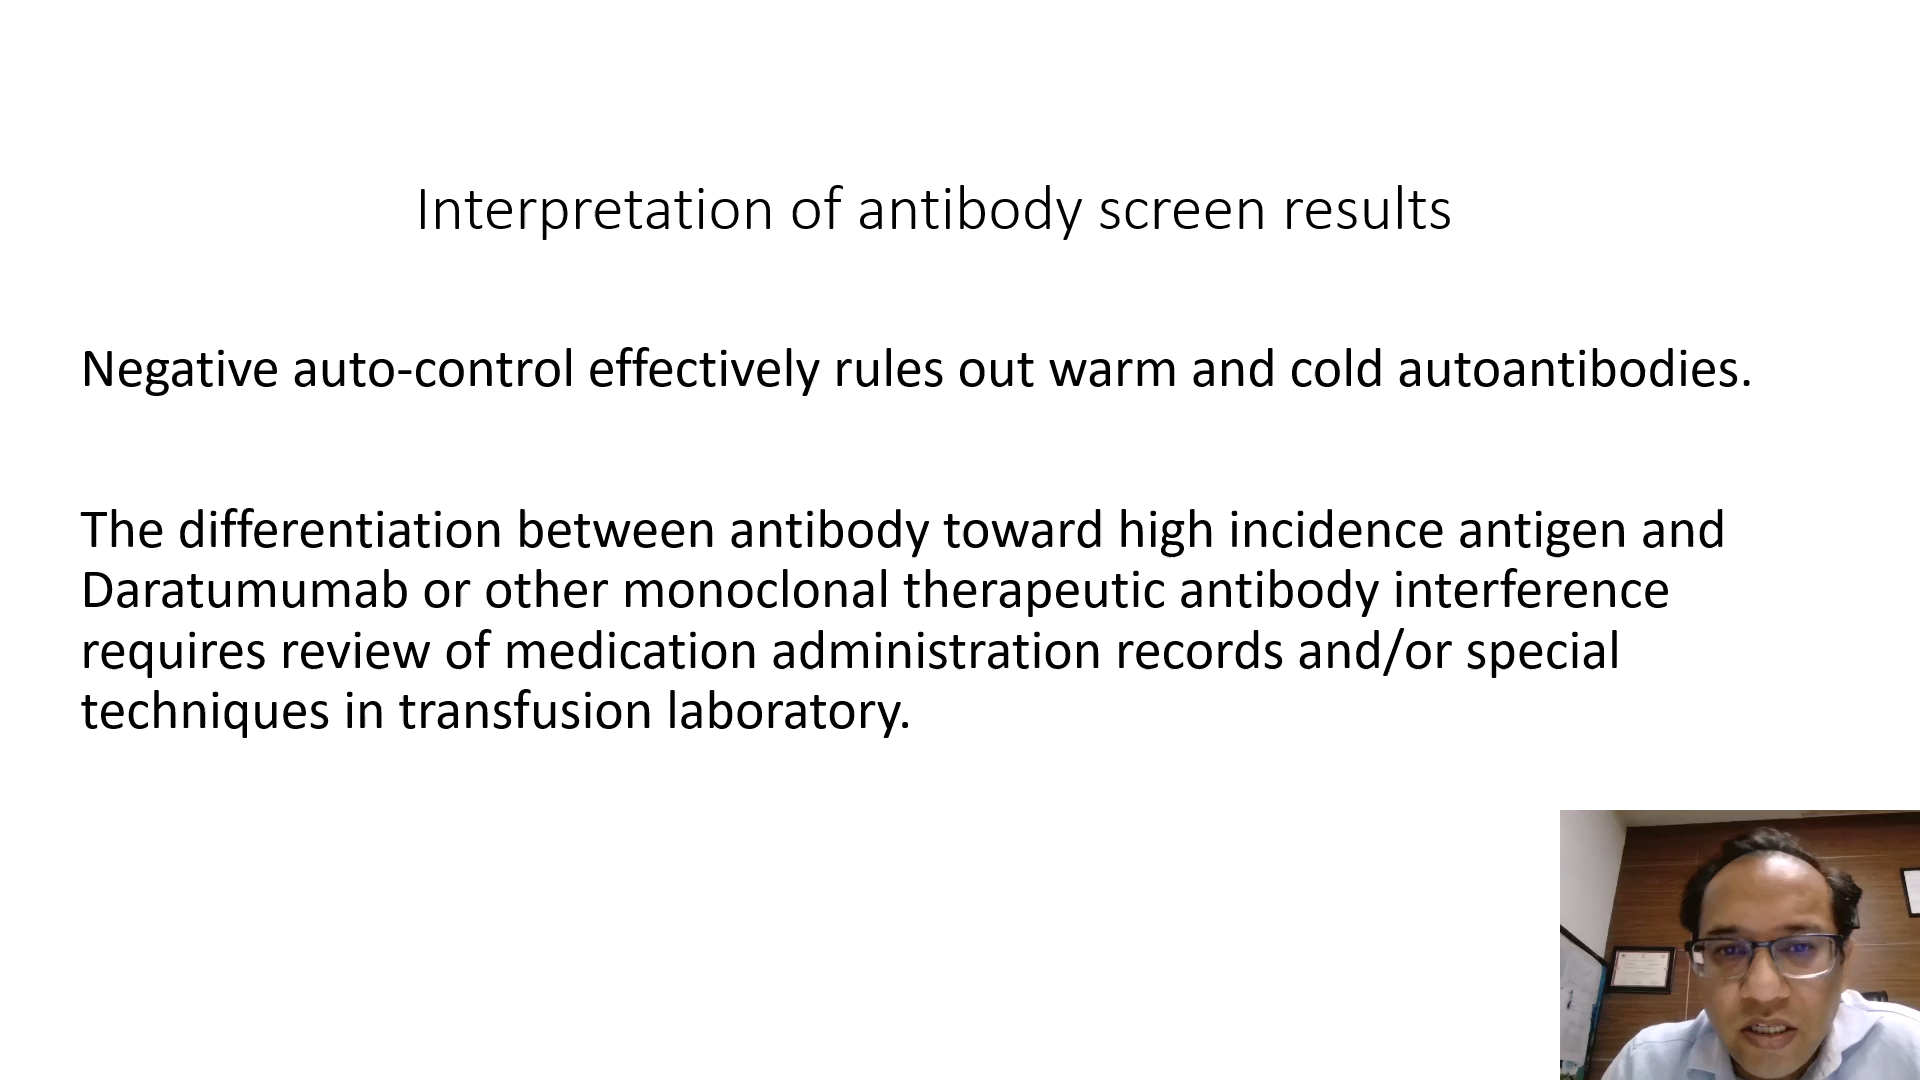 Interpretation of antibody screen results
Negative auto-control effectively rules out warm and cold autoantibodies.
The differentiation between antibody toward high incidence antigen and
Daratumumab or other monoclonal therapeutic antibody interference
requires review of medication administration records and/or special
techniques in transfusion laboratory.